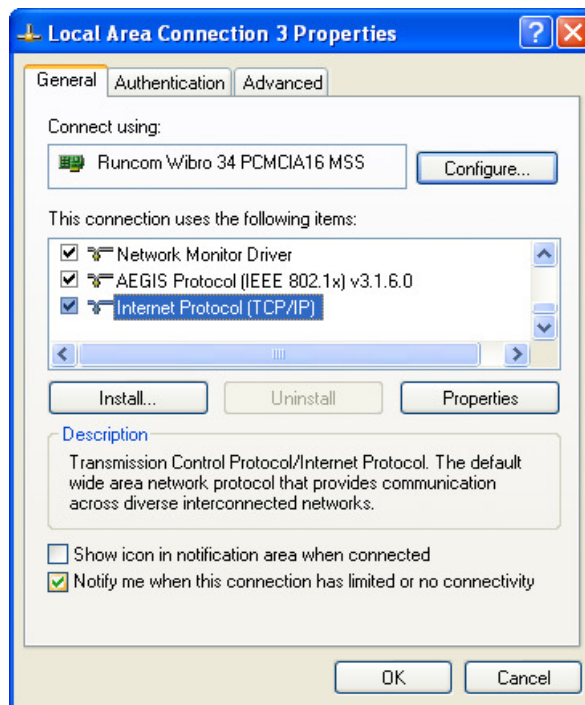 Local Area Connection 3 Properties
General Authentication Advanced
Connect using:
Runcom Wibro 34 PCMCIA16 MSS
Configure...
This connection uses the following items:
Network Monitor Driver
AEGIS Protocol (IEEE 802.1x) v3.1.6.0
Internet Protocol (TCP/IP)
Install... Uninstall Properties
Description
Transmission Control Protocol/Internet Protocol. The default
wide area network protocol that provides communication
across diverse interconnected networks.
Show icon in notification area when connected
Notify me when this connection has limited or no connectivity
OK Cancel